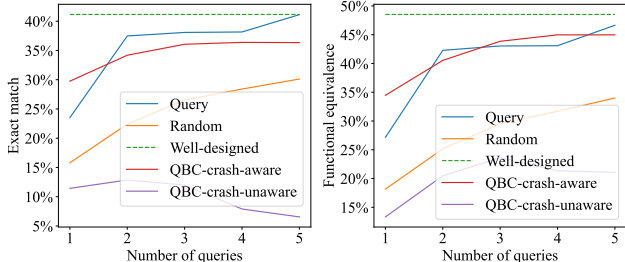 40%
35%
30%
25%
20%
15%
10%
5%
Exact match
1
2
3
4
5
Number of queries
Query
Random
Well-designed
QBC-crash-aware
QBC-crash-unaware
50%
45%
40%
35%
30%
25%
20%
15%
Functional equivalence
1
2
3
4
5
Number of queries
Query
Random
Well-designed
QBC-crash-aware
QBC-crash-unaware